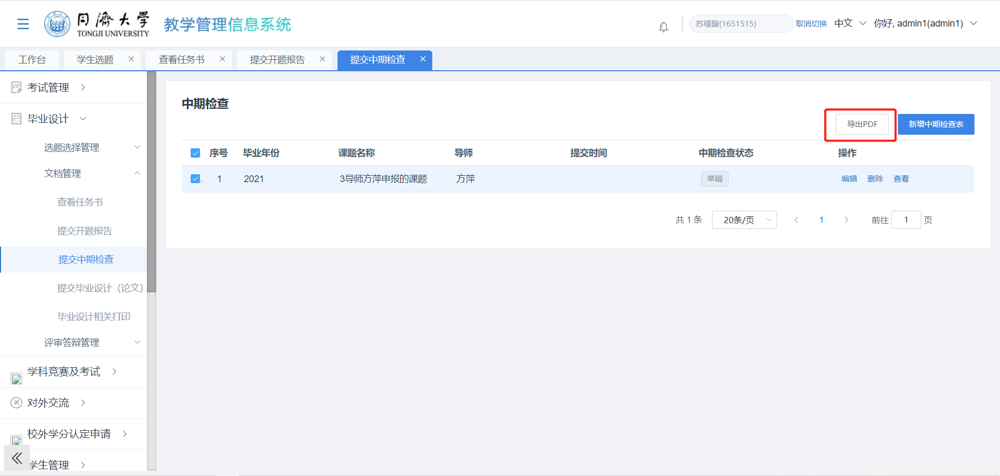 同濟大学
TONGJI UNIVERSITY
教学管理信息系统
苏瑾璇(1651515)
取消切换
中文
你好, admin1(admin1)
工作台
学生选题
查看任务书
提交开题报告
提交中期检查
考试管理
毕业设计
选题选择管理
文档管理
查看任务书
提交开题报告
提交中期检查
提交毕业设计（论文）
毕业设计相关打印
评审答辩管理
学科竞赛及考试
对外交流
校外学分认定申请
学生管理
中期检查
导出PDF
新增中期检查表
序号 毕业年份 课题名称 导师 提交时间 中期检查状态 操作
1 2021 3导师方萍申报的课题 方萍 草稿 编辑 删除 查看
共 1 条 20条/页 1 前往 1 页